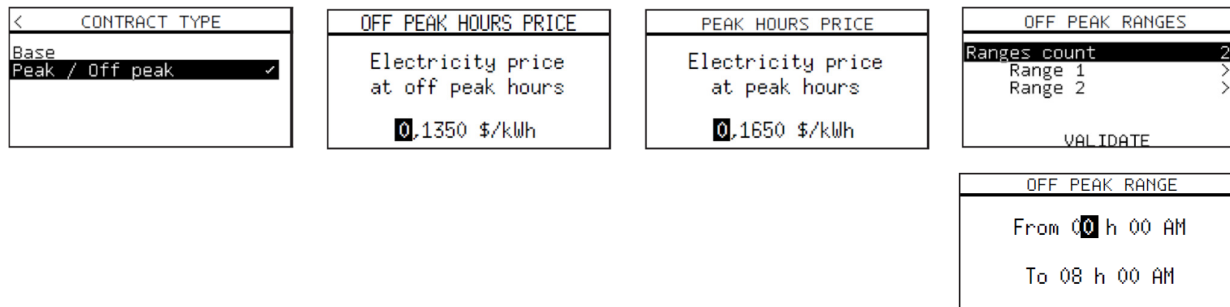 < CONTRACT TYPE
Base
Peak / Off peak ✓
OFF PEAK HOURS PRICE
Electricity price
at off peak hours
0,1350 $/kWh
PEAK HOURS PRICE
Electricity price
at peak hours
0,1650 $/kWh
OFF PEAK RANGES
Ranges count 2
Range 1 >
Range 2 >
VALIDATE
OFF PEAK RANGE
From 00 h 00 AM
To 08 h 00 AM